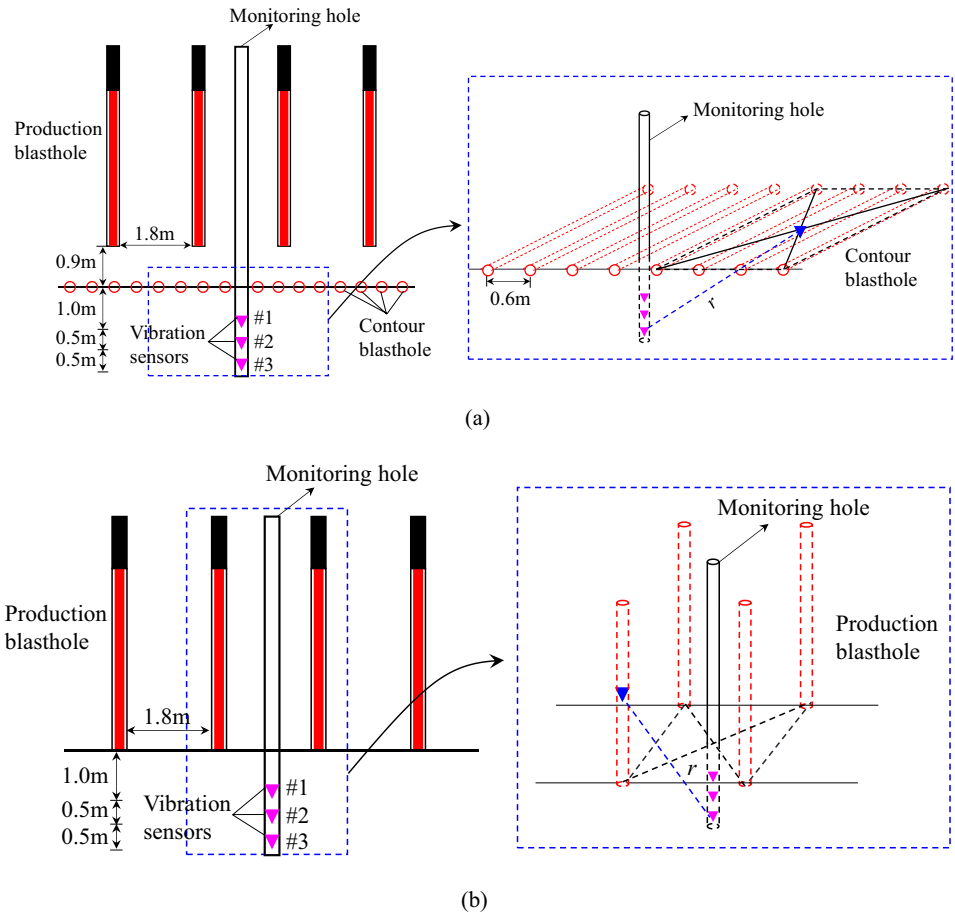 Monitoring hole
Production
blasthole
1.8m
0.9m
1.0m
0.5m
0.5m
Vibration
sensors
#1
#2
#3
Contour
blasthole
Monitoring hole
0.6m
Contour
blasthole
r
(a)
Monitoring hole
Production
blasthole
1.8m
1.0m
0.5m
0.5m
Vibration
sensors
#1
#2
#3
Monitoring hole
Production
blasthole
r
(b)